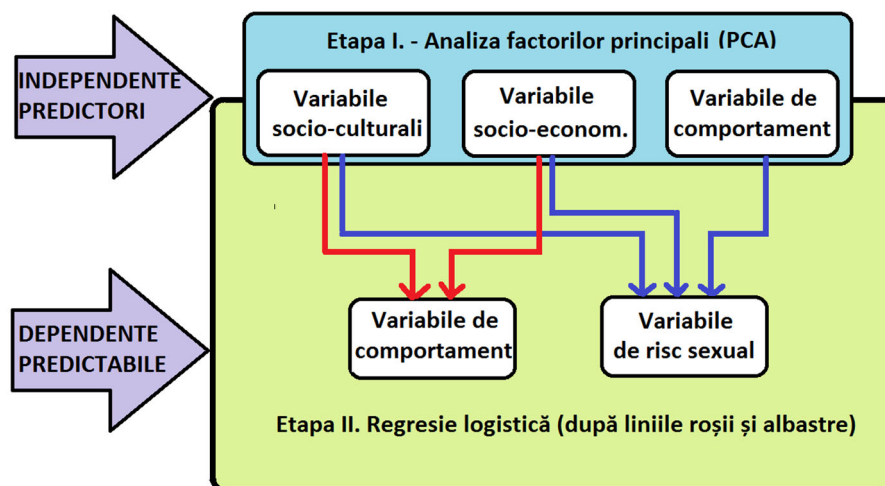 Etapa I. - Analiza factorilor principali (PCA)
INDEPENDENTE
PREDICTORI
Variabile
socio-culturali
Variabile
socio-econom.
Variabile de
comportament
DEPENDENTE
PREDICTABILE
Variabile de
comportament
Variabile
de risc sexual
Etapa II. Regresie logistică (după liniile roșii și albastre)